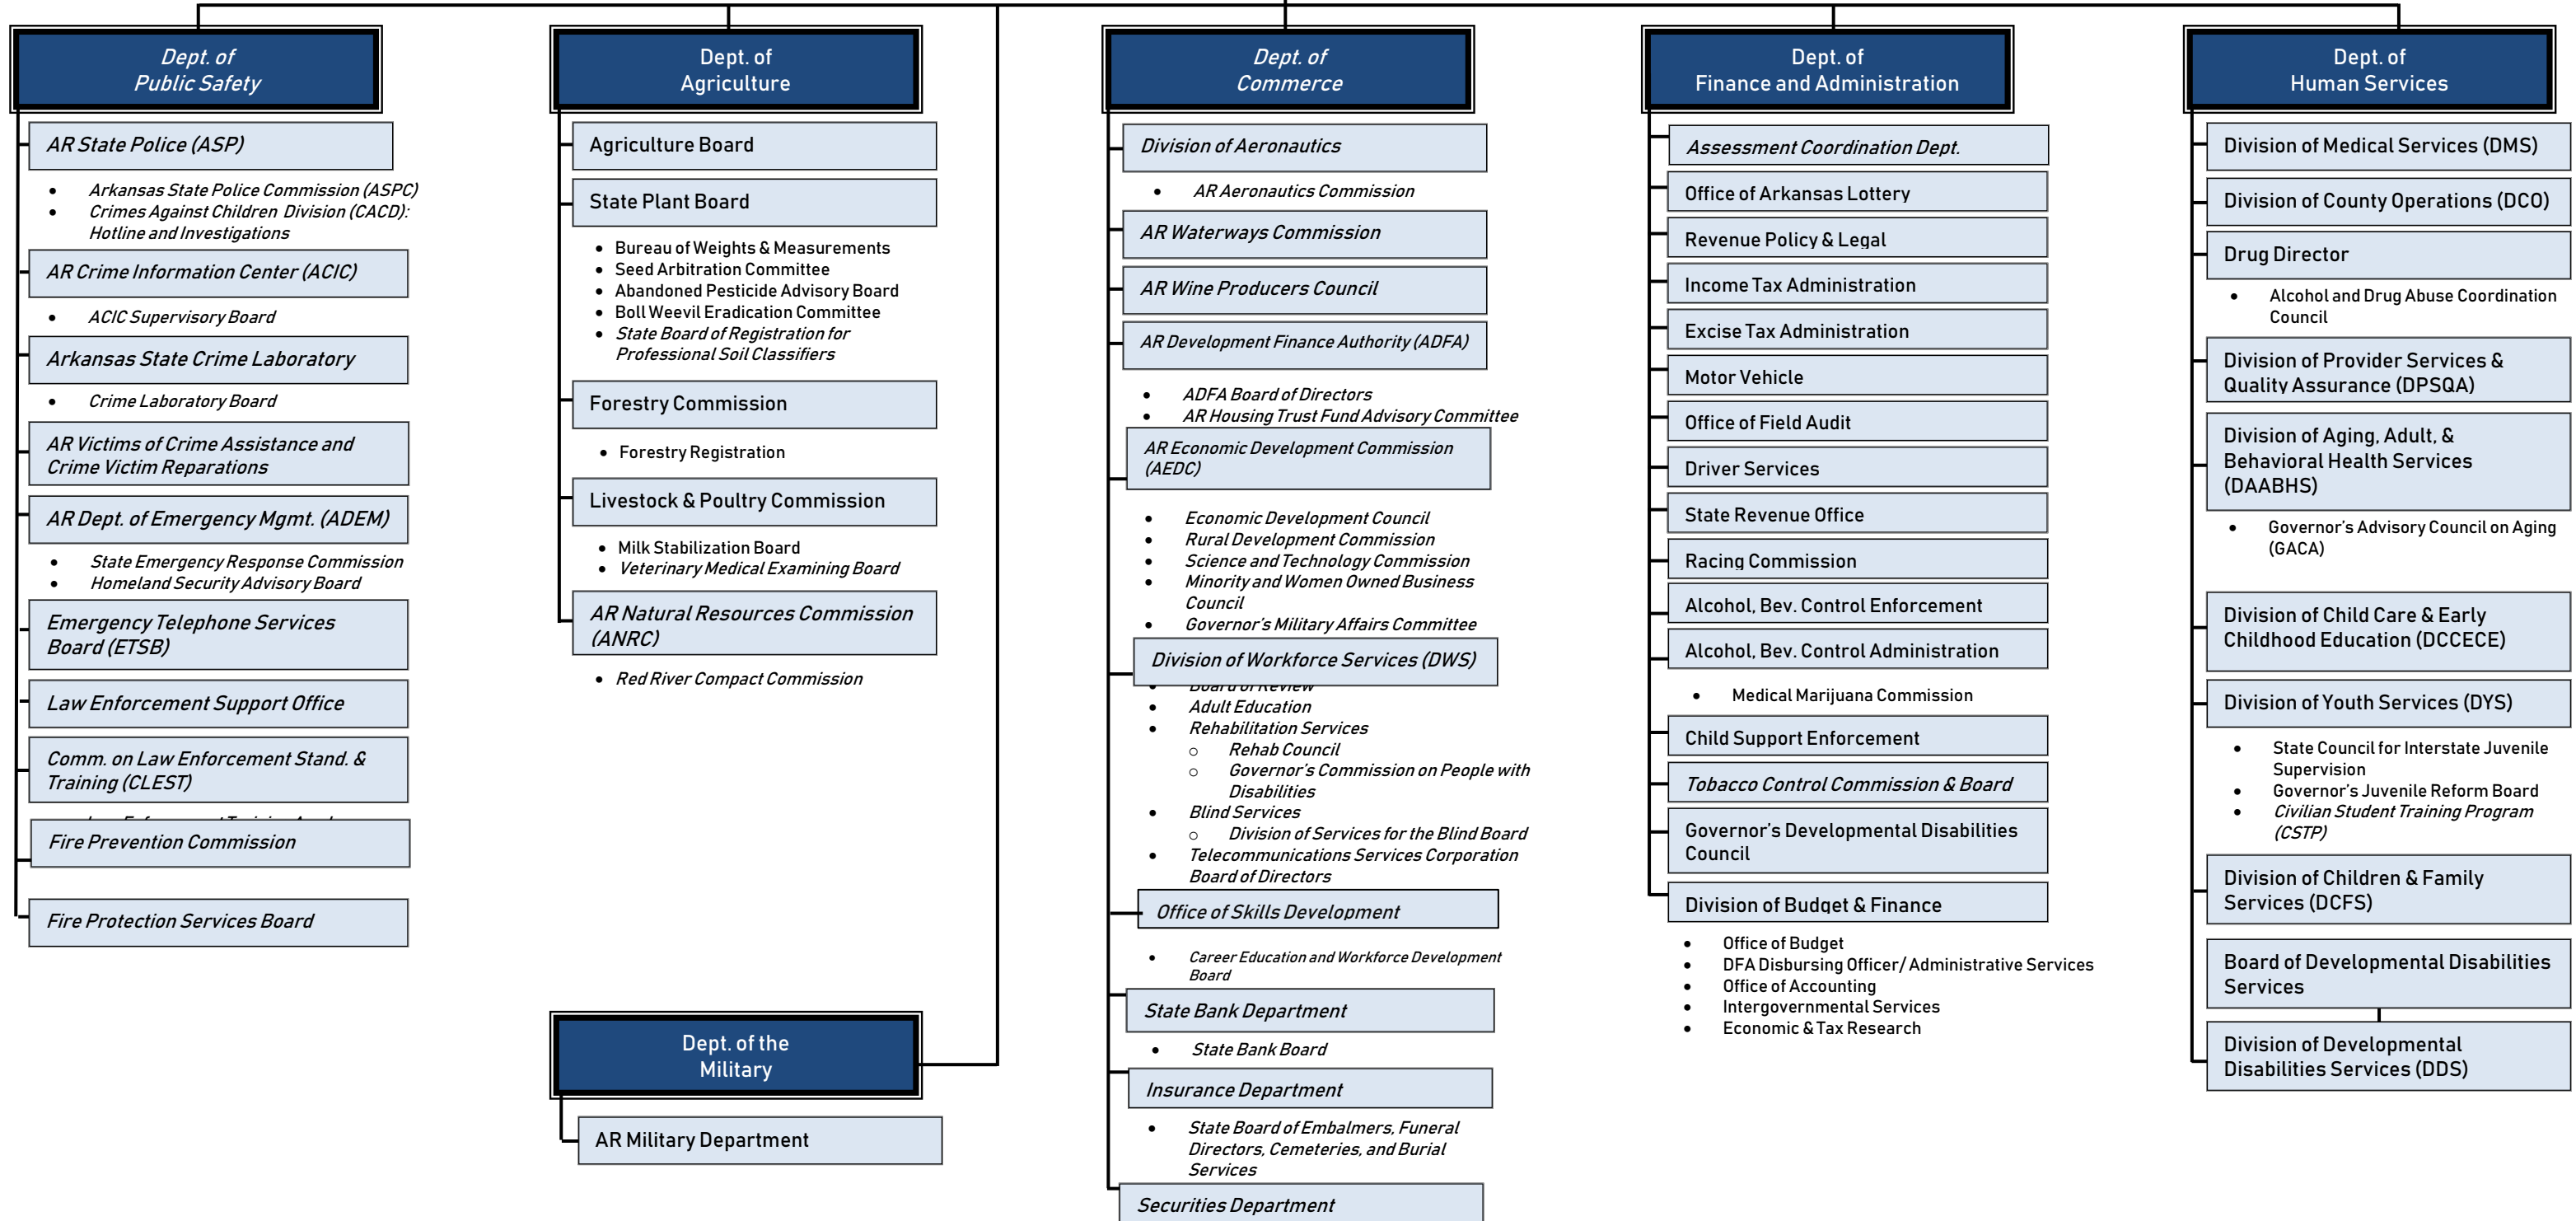 Dept. of
Public Safety
AR State Police (ASP)
• Arkansas State Police Commission (ASPC)
• Crimes Against Children Division (CACD):
Hotline and Investigations
AR Crime Information Center (ACIC)
• ACIC Supervisory Board
Arkansas State Crime Laboratory
• Crime Laboratory Board
AR Victims of Crime Assistance and
Crime Victim Reparations
AR Dept. of Emergency Mgmt. (ADEM)
• State Emergency Response Commission
• Homeland Security Advisory Board
Emergency Telephone Services
Board (ETSB)
Law Enforcement Support Office
Comm. on Law Enforcement Stand. &
Training (CLEST)
Fire Prevention Commission
Fire Protection Services Board
Dept. of
Agriculture
Agriculture Board
State Plant Board
• Bureau of Weights & Measurements
• Seed Arbitration Committee
• Abandoned Pesticide Advisory Board
• Boll Weevil Eradication Committee
• State Board of Registration for
Professional Soil Classifiers
Forestry Commission
• Forestry Registration
Livestock & Poultry Commission
• Milk Stabilization Board
• Veterinary Medical Examining Board
AR Natural Resources Commission
(ANRC)
• Red River Compact Commission
Dept. of the
Military
AR Military Department
Dept. of
Commerce
Division of Aeronautics
• AR Aeronautics Commission
AR Waterways Commission
AR Wine Producers Council
AR Development Finance Authority (ADFA)
• ADFA Board of Directors
• AR Housing Trust Fund Advisory Committee
AR Economic Development Commission
(AEDC)
• Economic Development Council
• Rural Development Commission
• Science and Technology Commission
• Minority and Women Owned Business
Council
• Governor's Military Affairs Committee
Division of Workforce Services (DWS)
• Board of Review
• Adult Education
• Rehabilitation Services
o Rehab Council
o Governor's Commission on People with
Disabilities
• Blind Services
o Division of Services for the Blind Board
• Telecommunications Services Corporation
Board of Directors
Office of Skills Development
• Career Education and Workforce Development
Board
State Bank Department
• State Bank Board
Insurance Department
• State Board of Embalmers, Funeral
Directors, Cemeteries, and Burial
Services
Securities Department
Dept. of
Finance and Administration
Assessment Coordination Dept.
Office of Arkansas Lottery
Revenue Policy & Legal
Income Tax Administration
Excise Tax Administration
Motor Vehicle
Office of Field Audit
Driver Services
State Revenue Office
Racing Commission
Alcohol, Bev. Control Enforcement
Alcohol, Bev. Control Administration
• Medical Marijuana Commission
Child Support Enforcement
Tobacco Control Commission & Board
Governor's Developmental Disabilities
Council
Division of Budget & Finance
• Office of Budget
• DFA Disbursing Officer/ Administrative Services
• Office of Accounting
• Intergovernmental Services
• Economic & Tax Research
Dept. of
Human Services
Division of Medical Services (DMS)
Division of County Operations (DCO)
Drug Director
• Alcohol and Drug Abuse Coordination
Council
Division of Provider Services &
Quality Assurance (DPSQA)
Division of Aging, Adult, &
Behavioral Health Services
(DAABHS)
• Governor's Advisory Council on Aging
(GACA)
Division of Child Care & Early
Childhood Education (DCCECE)
Division of Youth Services (DYS)
• State Council for Interstate Juvenile
Supervision
• Governor's Juvenile Reform Board
• Civilian Student Training Program
(CSTP)
Division of Children & Family
Services (DCFS)
Board of Developmental Disabilities
Services
Division of Developmental
Disabilities Services (DDS)